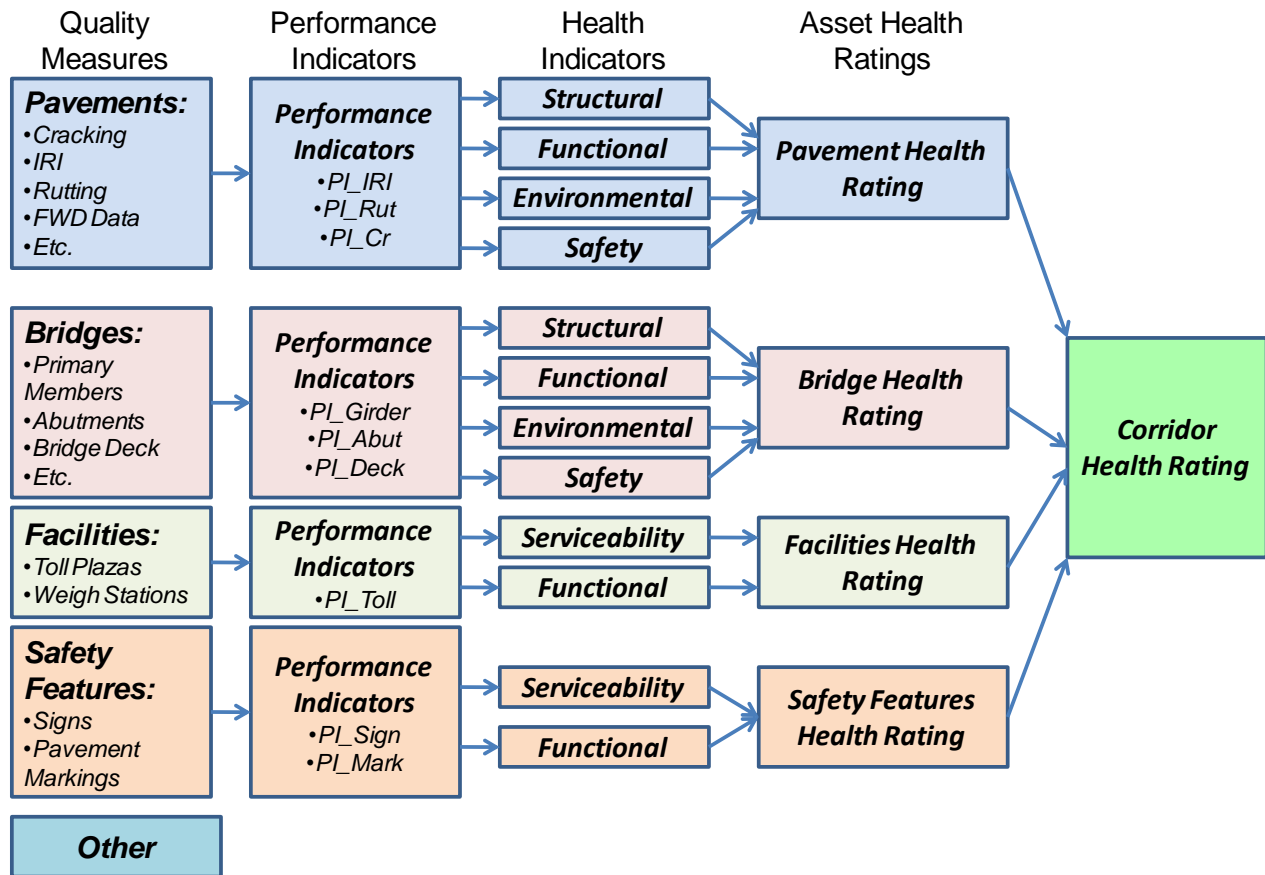 Quality
Measures
Performance
Indicators
Health
Indicators
Asset Health
Ratings
Pavements:
•Cracking
•IRI
•Rutting
•FWD Data
•Etc.
Performance
Indicators
•PI_IRI
•PI_Rut
•PI_Cr
Structural
Functional
Environmental
Safety
Pavement Health
Rating
Bridges:
•Primary
Members
•Abutments
•Bridge Deck
•Etc.
Performance
Indicators
•PI_Girder
•PI_Abut
•PI_Deck
Structural
Functional
Environmental
Safety
Bridge Health
Rating
Corridor
Health Rating
Facilities:
•Toll Plazas
•Weigh Stations
Performance
Indicators
•PI_Toll
Serviceability
Functional
Facilities Health
Rating
Safety
Features:
•Signs
•Pavement
Markings
Performance
Indicators
•PI_Sign
•PI_Mark
Serviceability
Functional
Safety Features
Health Rating
Other